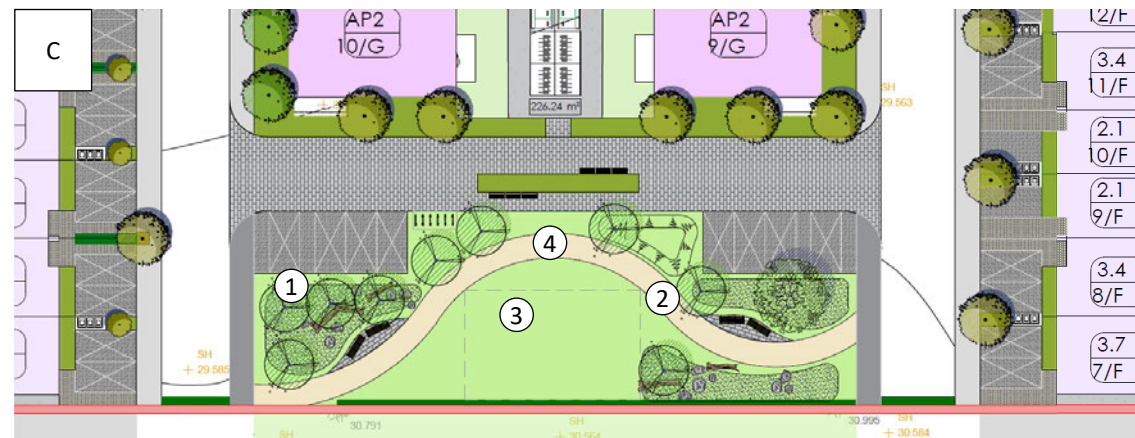 C
AP2
10/G
AP2
9/G
226.24 m²
SH
29.563
12/F
3.4
11/F
2.1
10/F
2.1
9/F
3.4
8/F
3.7
7/F
1
2
3
4
SH
+ 29.585
30.791
SH
SH
+ 30.564
30.995
SH
+ 30.584